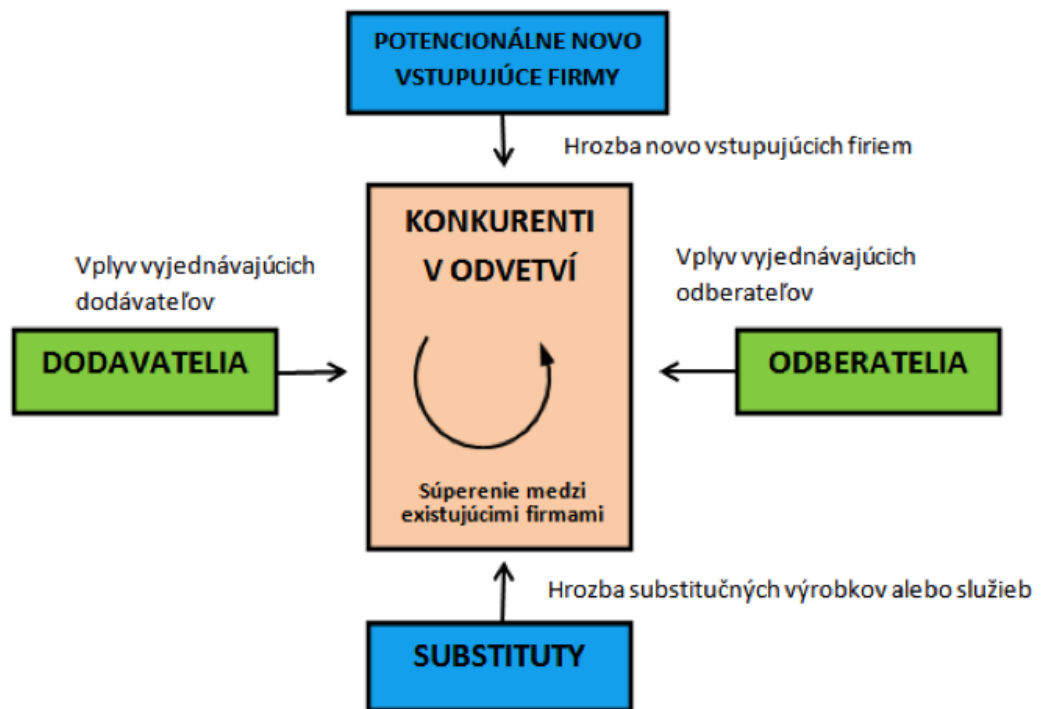 POTENCIONÁLNE NOVO
VSTUPUJÚCE FIRMY
Hrozba novo vstupujúcich firiem
KONKURENTI
V ODVETVÍ
Vplyv vyjednávajúcich
dodávateľov
Vplyv vyjednávajúcich
odberateľov
DODAVATELIA
ODBERATELIA
Súperenie medzi
existujúcimi firmami
Hrozba substitučných výrobkov alebo služieb
SUBSTITUTY